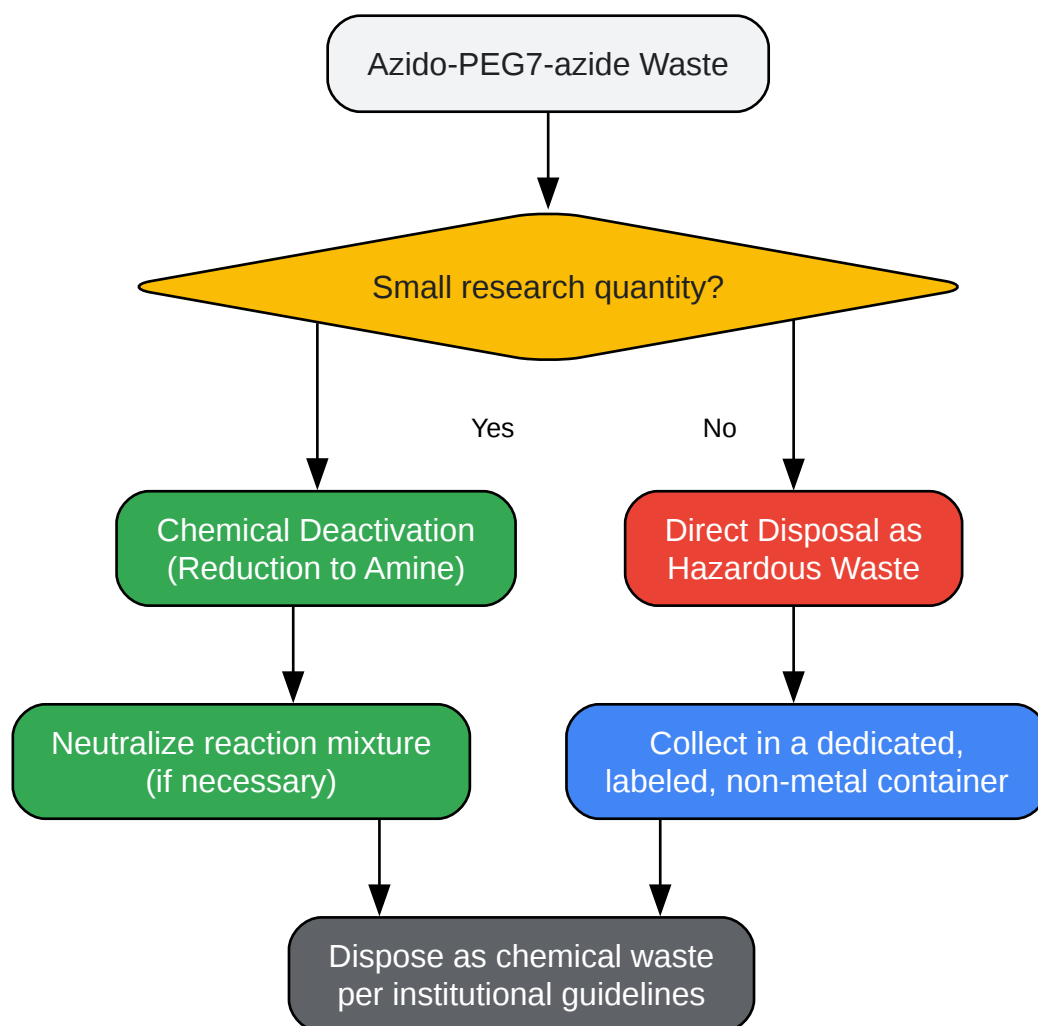 Azido-PEG7-azide Waste
Small research quantity?
Yes
No
Chemical Deactivation
(Reduction to Amine)
Direct Disposal as
Hazardous Waste
Neutralize reaction mixture
(if necessary)
Collect in a dedicated,
labeled, non-metal container
Dispose as chemical waste
per institutional guidelines